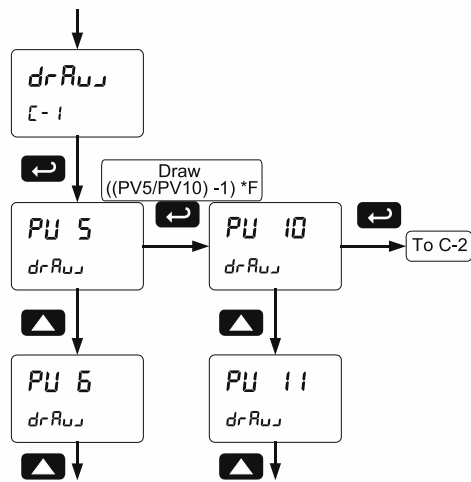 drAw
C-1
Draw
((PV5/PV10) -1) *F
PV 5
drAw
PV 10
drAw
To C-2
PV 6
drAw
PV 11
drAw